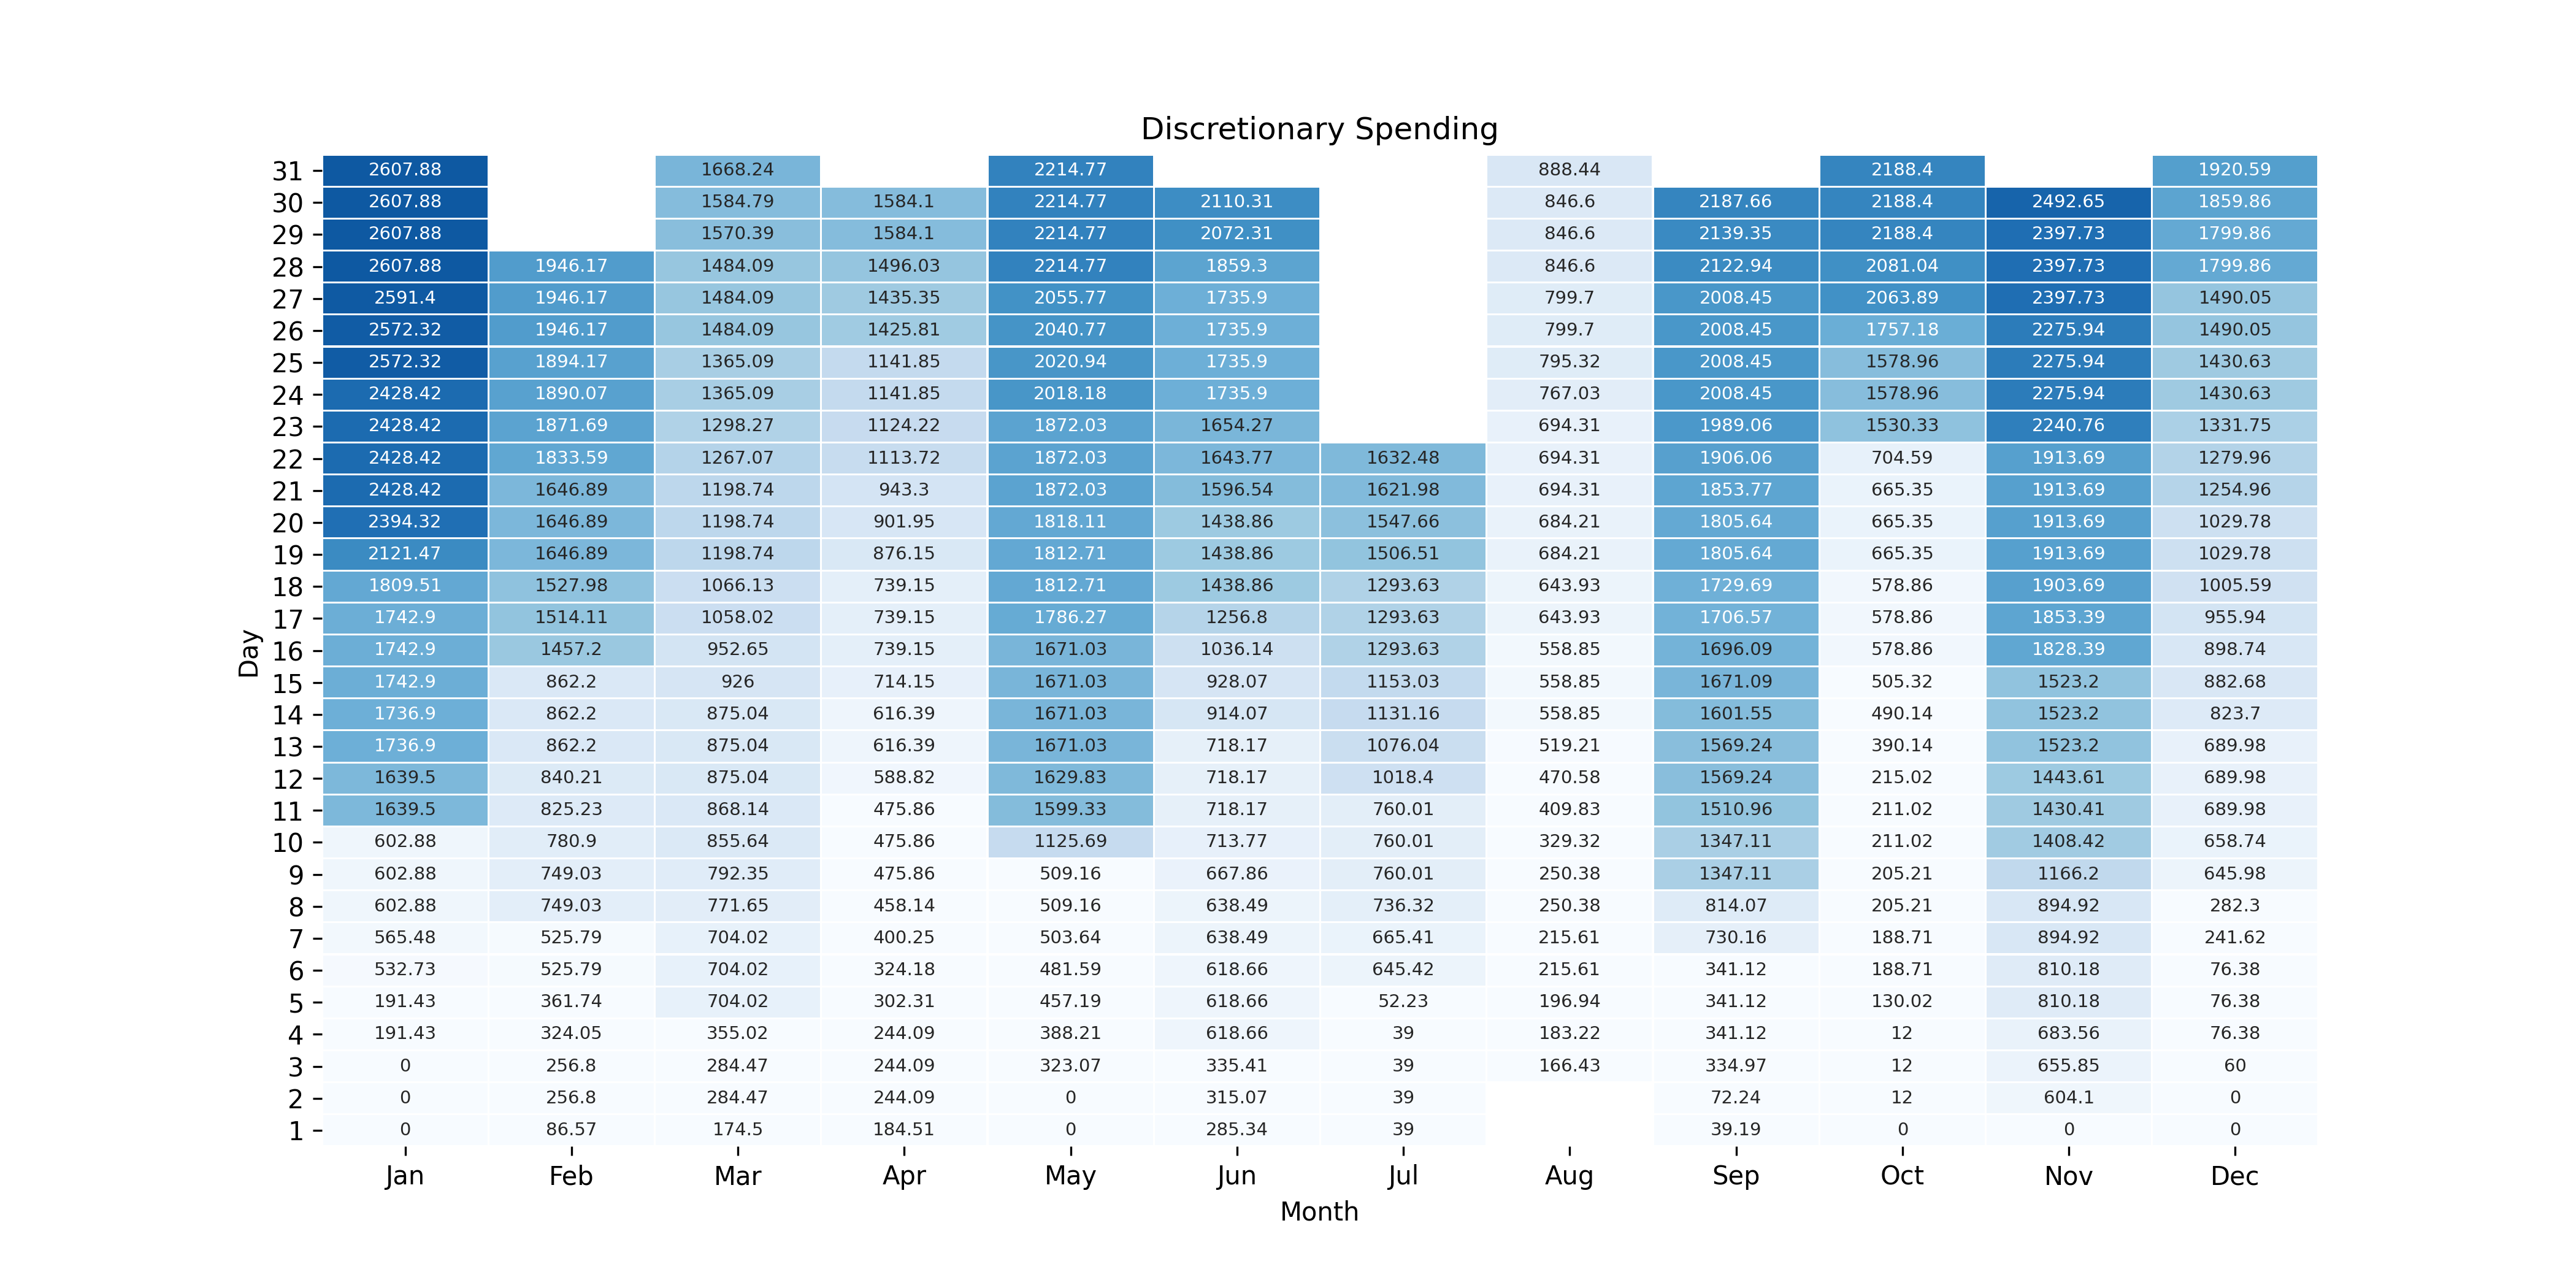 Discretionary Spending
31 2607.88 1668.24 2214.77 888.44 2188.4 1920.59
30 2607.88 1584.79 1584.1 2214.77 2110.31 846.6 2187.66 2188.4 2492.65 1859.86
29 2607.88 1570.39 1584.1 2214.77 2072.31 846.6 2139.35 2188.4 2397.73 1799.86
28 2607.88 1946.17 1484.09 1496.03 2214.77 1859.3 846.6 2122.94 2081.04 2397.73 1799.86
27 2591.4 1946.17 1484.09 1435.35 2055.77 1735.9 799.7 2008.45 2063.89 2397.73 1490.05
26 2572.32 1946.17 1484.09 1425.81 2040.77 1735.9 799.7 2008.45 1757.18 2275.94 1490.05
25 2572.32 1894.17 1365.09 1141.85 2020.94 1735.9 795.32 2008.45 1578.96 2275.94 1430.63
24 2428.42 1890.07 1365.09 1141.85 2018.18 1735.9 767.03 2008.45 1578.96 2275.94 1430.63
23 2428.42 1871.69 1298.27 1124.22 1872.03 1654.27 694.31 1989.06 1530.33 2240.76 1331.75
22 2428.42 1833.59 1267.07 1113.72 1872.03 1643.77 1632.48 694.31 1906.06 704.59 1913.69 1279.96
21 2428.42 1646.89 1198.74 943.3 1872.03 1596.54 1621.98 694.31 1853.77 665.35 1913.69 1254.96
20 2394.32 1646.89 1198.74 901.95 1818.11 1438.86 1547.66 684.21 1805.64 665.35 1913.69 1029.78
19 2121.47 1646.89 1198.74 876.15 1812.71 1438.86 1506.51 684.21 1805.64 665.35 1913.69 1029.78
18 1809.51 1527.98 1066.13 739.15 1812.71 1438.86 1293.63 643.93 1729.69 578.86 1903.69 1005.59
17 1742.9 1514.11 1058.02 739.15 1786.27 1256.8 1293.63 643.93 1706.57 578.86 1853.39 955.94
16 1742.9 1457.2 952.65 739.15 1671.03 1036.14 1293.63 558.85 1696.09 578.86 1828.39 898.74
15 1742.9 862.2 926 714.15 1671.03 928.07 1153.03 558.85 1671.09 505.32 1523.2 882.68
14 1736.9 862.2 875.04 616.39 1671.03 914.07 1131.16 558.85 1601.55 490.14 1523.2 823.7
13 1736.9 862.2 875.04 616.39 1671.03 718.17 1076.04 519.21 1569.24 390.14 1523.2 689.98
12 1639.5 840.21 875.04 588.82 1629.83 718.17 1018.4 470.58 1569.24 215.02 1443.61 689.98
11 1639.5 825.23 868.14 475.86 1599.33 718.17 760.01 409.83 1510.96 211.02 1430.41 689.98
10 602.88 780.9 855.64 475.86 1125.69 713.77 760.01 329.32 1347.11 211.02 1408.42 658.74
9 602.88 749.03 792.35 475.86 509.16 667.86 760.01 250.38 1347.11 205.21 1166.2 645.98
8 602.88 749.03 771.65 458.14 509.16 638.49 736.32 250.38 814.07 205.21 894.92 282.3
7 565.48 525.79 704.02 400.25 503.64 638.49 665.41 215.61 730.16 188.71 894.92 241.62
6 532.73 525.79 704.02 324.18 481.59 618.66 645.42 215.61 341.12 188.71 810.18 76.38
5 191.43 361.74 704.02 302.31 457.19 618.66 52.23 196.94 341.12 130.02 810.18 76.38
4 191.43 324.05 355.02 244.09 388.21 618.66 39 183.22 341.12 12 683.56 76.38
3 0 256.8 284.47 244.09 323.07 335.41 39 166.43 334.97 12 655.85 60
2 0 256.8 284.47 244.09 0 315.07 39 72.24 12 604.1 0
1 0 86.57 174.5 184.51 0 285.34 39 39.19 0 0 0
Day
Jan Feb Mar Apr May Jun Jul Aug Sep Oct Nov Dec
Month